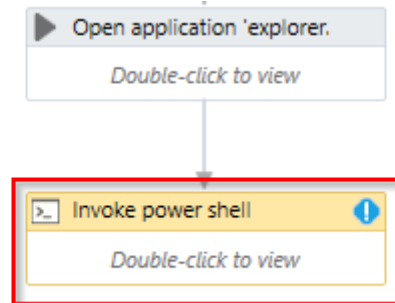 Open application 'explorer.
Double-click to view
Invoke power shell
Double-click to view